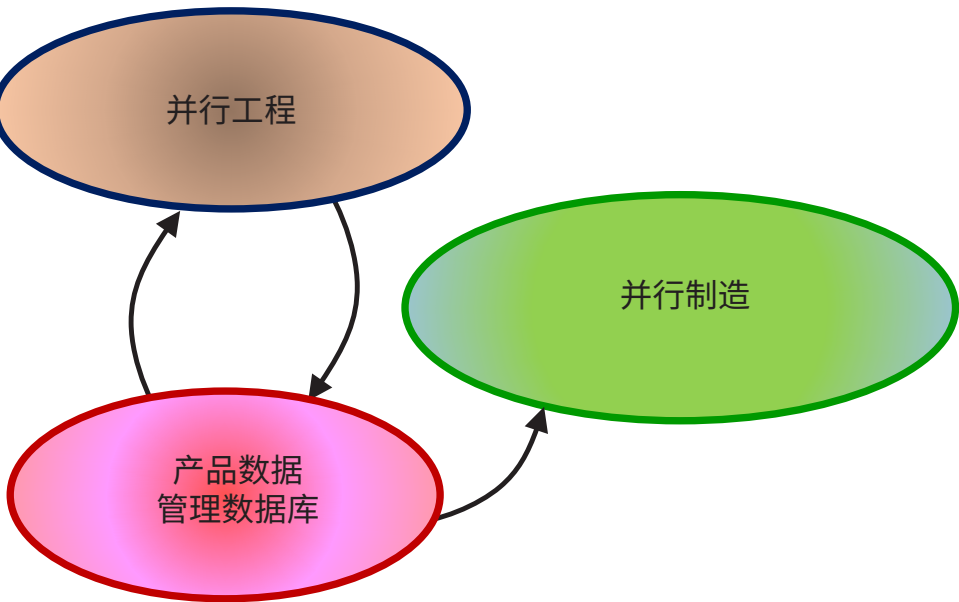 并行工程
并行制造
产品数据
管理数据库